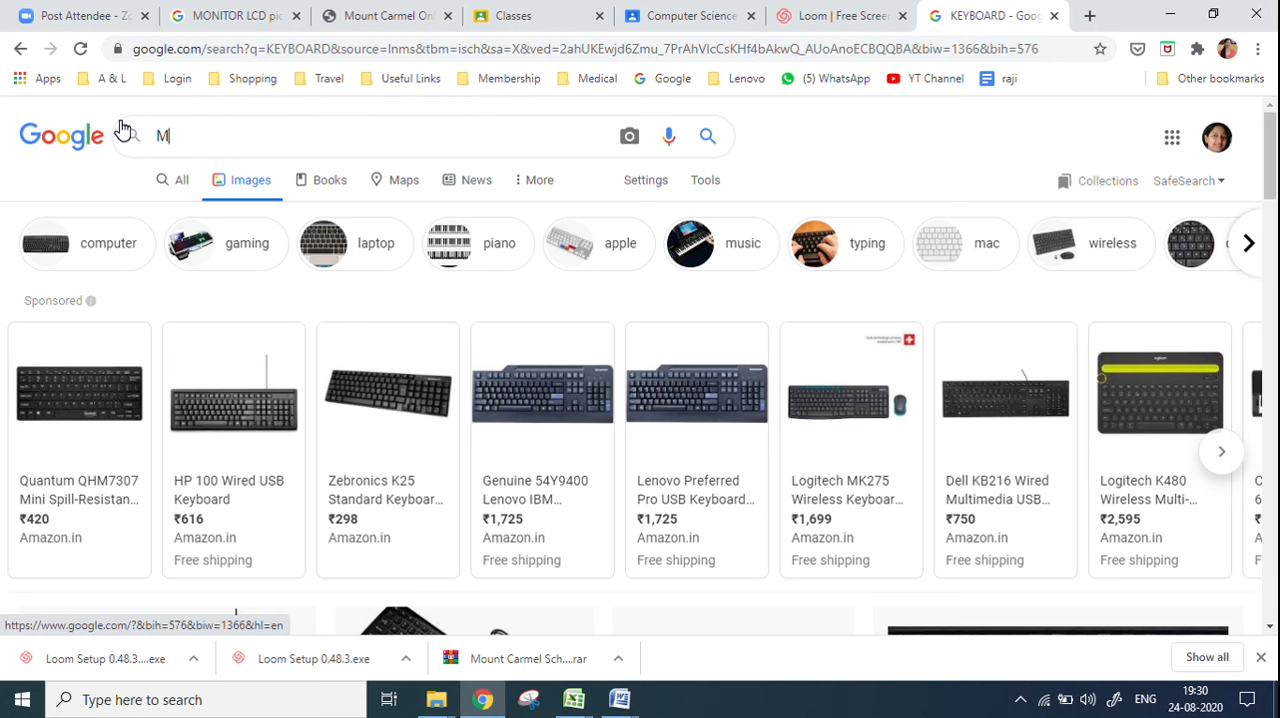 Post Attendee - Zo
MONITOR LCD pic
Mount Carmel Onl
Classes
Computer Science
Loom | Free Screen
KEYBOARD - Goog
google.com/search?q=KEYBOARD&source=lnms&tbm=isch&sa=X&ved=2ahUKEwjd6Zmu_7PrAhVIcCsKHf4bAkwQ_AUoAnoECBQQBA&biw=1366&bih=576
Apps
A & L
Login
Shopping
Travel
Useful Links
Membership
Medical
Google
Lenovo
(5) WhatsApp
YT Channel
raji
Other bookmarks
Google
M
All
Images
Books
Maps
News
More
Settings
Tools
Collections
SafeSearch
computer
gaming
laptop
piano
apple
music
typing
mac
wireless
Sponsored
Quantum QHM7307
Mini Spill-Resistan...
₹420
Amazon.in
HP 100 Wired USB
Keyboard
₹616
Amazon.in
Free shipping
Zebronics K25
Standard Keyboar...
₹298
Amazon.in
Genuine 54Y9400
Lenovo IBM...
₹1,725
Amazon.in
Free shipping
Lenovo Preferred
Pro USB Keyboard...
₹1,725
Amazon.in
Free shipping
Logitech MK275
Wireless Keyboar...
₹1,699
Amazon.in
Free shipping
Dell KB216 Wired
Multimedia USB...
₹750
Amazon.in
Free shipping
Logitech K480
Wireless Multi-...
₹2,595
Amazon.in
Free shipping
https://www.google.com/?&bih=576&biw=1366&hl=en
Loom Setup 0.48.3....exe
Loom Setup 0.48.3.exe
Mount Carmel Sch....rar
Show all
Type here to search
ENG
19:30
24-08-2020